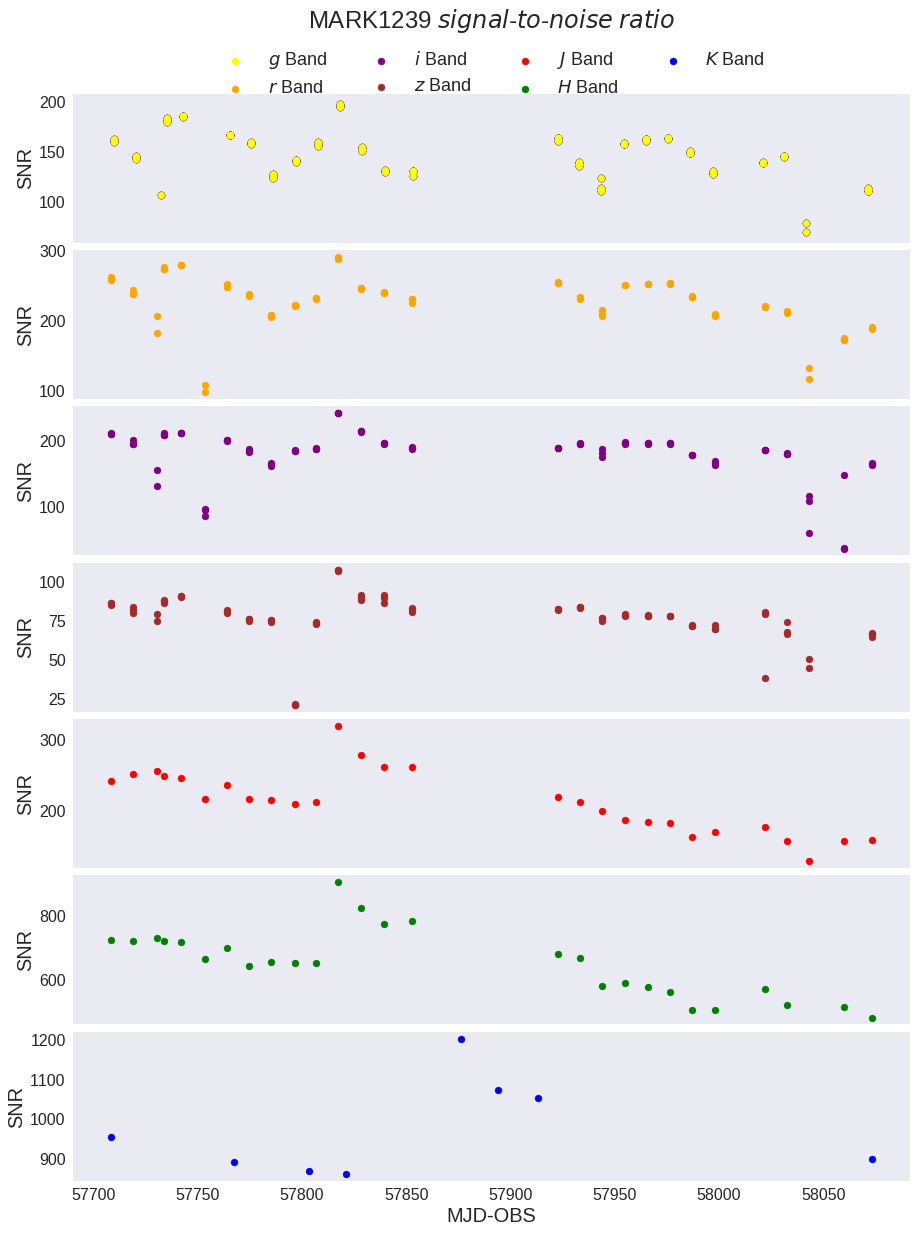 MARK1239 signal-to-noise ratio
g Band i Band J Band K Band
r Band z Band H Band
200
150
100
SNR
300
200
100
SNR
200
100
SNR
100
75
50
25
SNR
300
200
SNR
800
600
SNR
1200
1100
1000
900
SNR
57700 57750 57800 57850 57900 57950 58000 58050
MJD-OBS